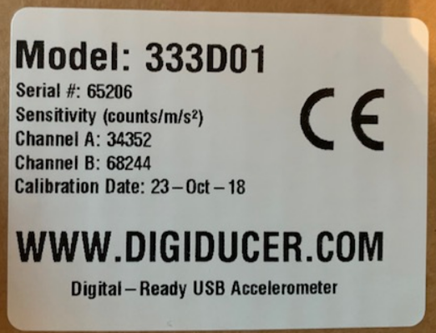 Model: 333D01
Serial #: 65206
Sensitivity (counts/m/s²)
Channel A: 34352
Channel B: 68244
Calibration Date: 23-Oct-18
CE
WWW.DIGIDUCER.COM
Digital-Ready USB Accelerometer